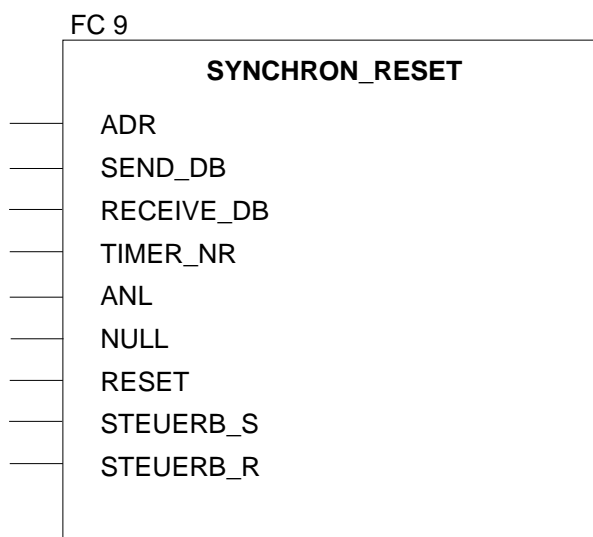 FC 9
SYNCHRON_RESET
ADR
SEND_DB
RECEIVE_DB
TIMER_NR
ANL
NULL
RESET
STEUERB_S
STEUERB_R